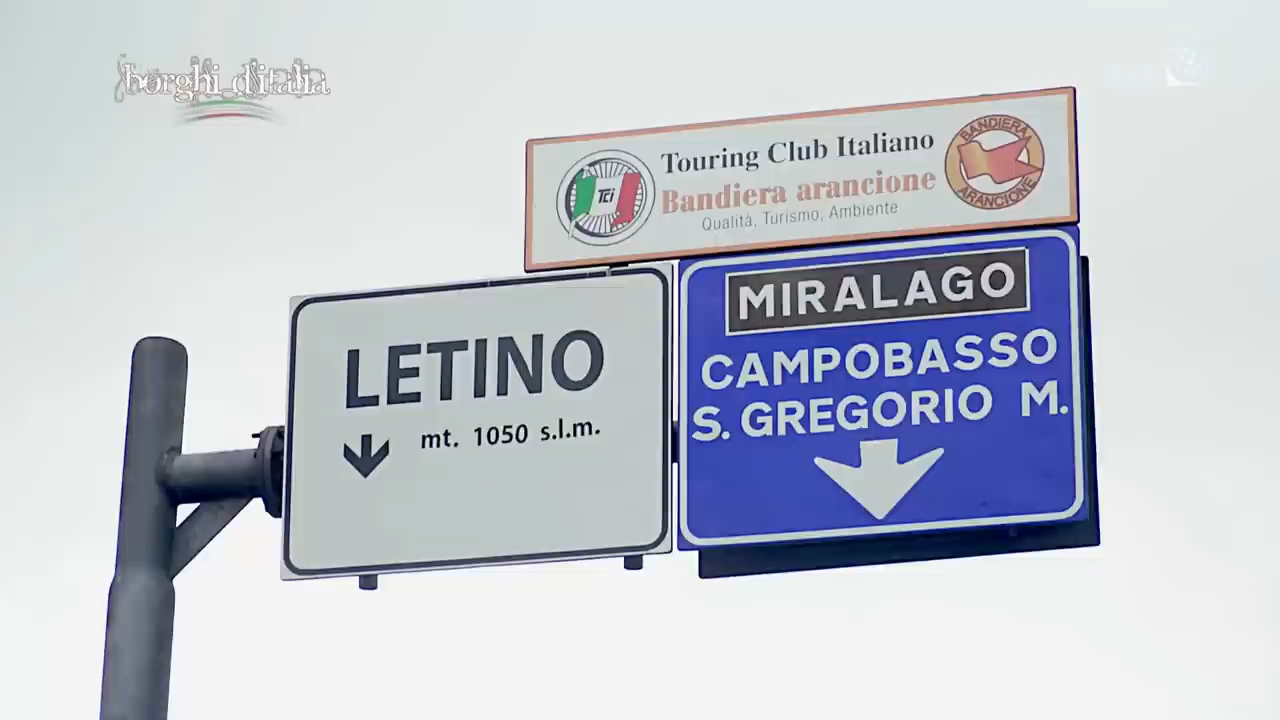 borghi d'italia
Touring Club Italiano
Bandiera arancione
Qualità, Turismo, Ambiente
Tci
BANDIERA
ARANCIONE
LETINO
mt. 1050 s.l.m.
MIRALAGO
CAMPOBASSO
S. GREGORIO M.